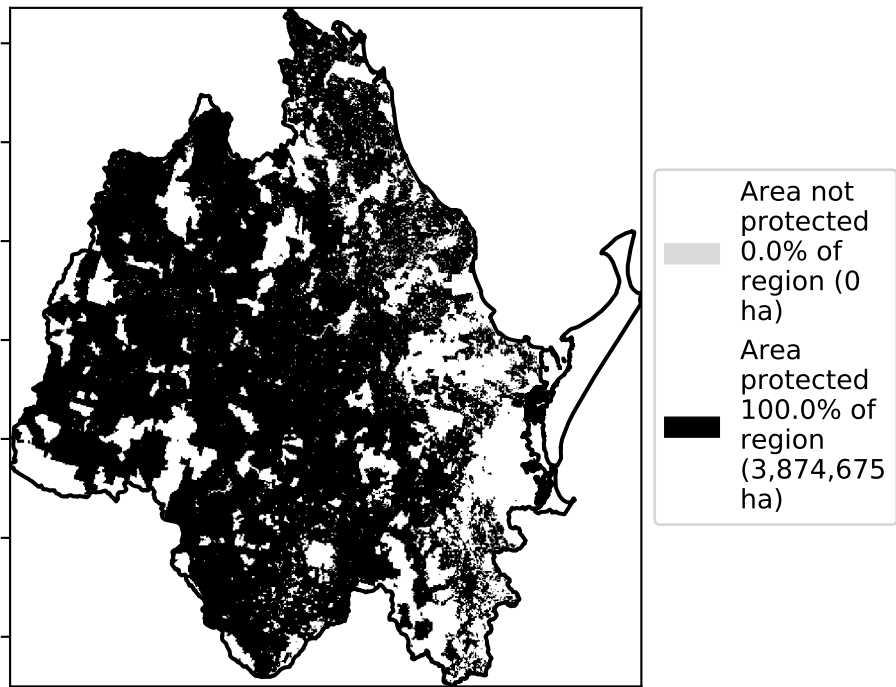 Area not
protected
0.0% of
region (0
ha)
Area
protected
100.0% of
region
(3,874,675
ha)